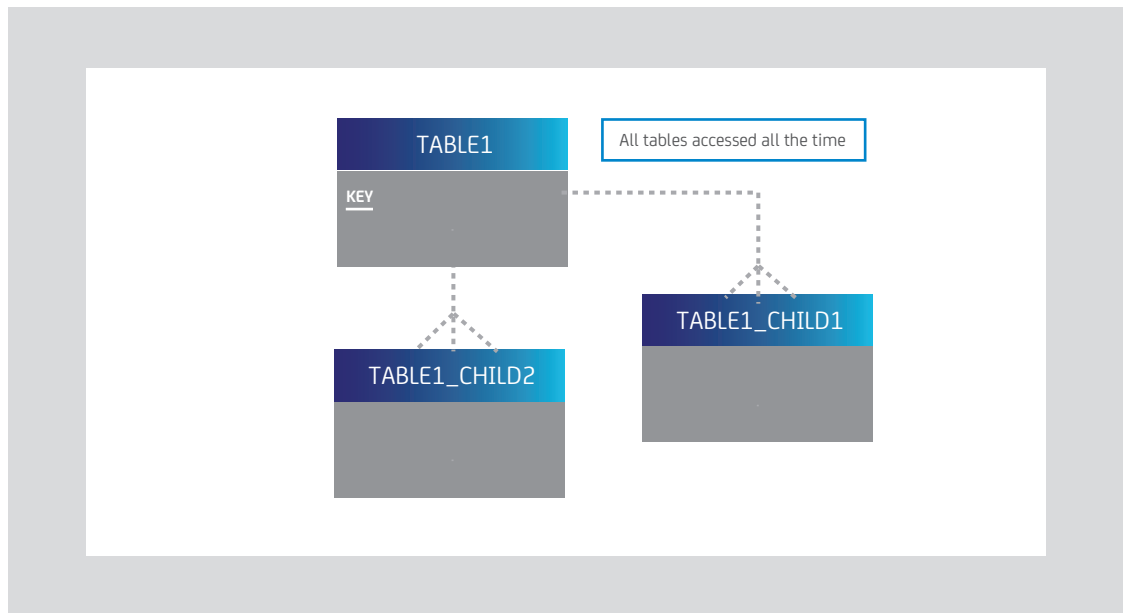 TABLE1
All tables accessed all the time
KEY
TABLE1_CHILD1
TABLE1_CHILD2